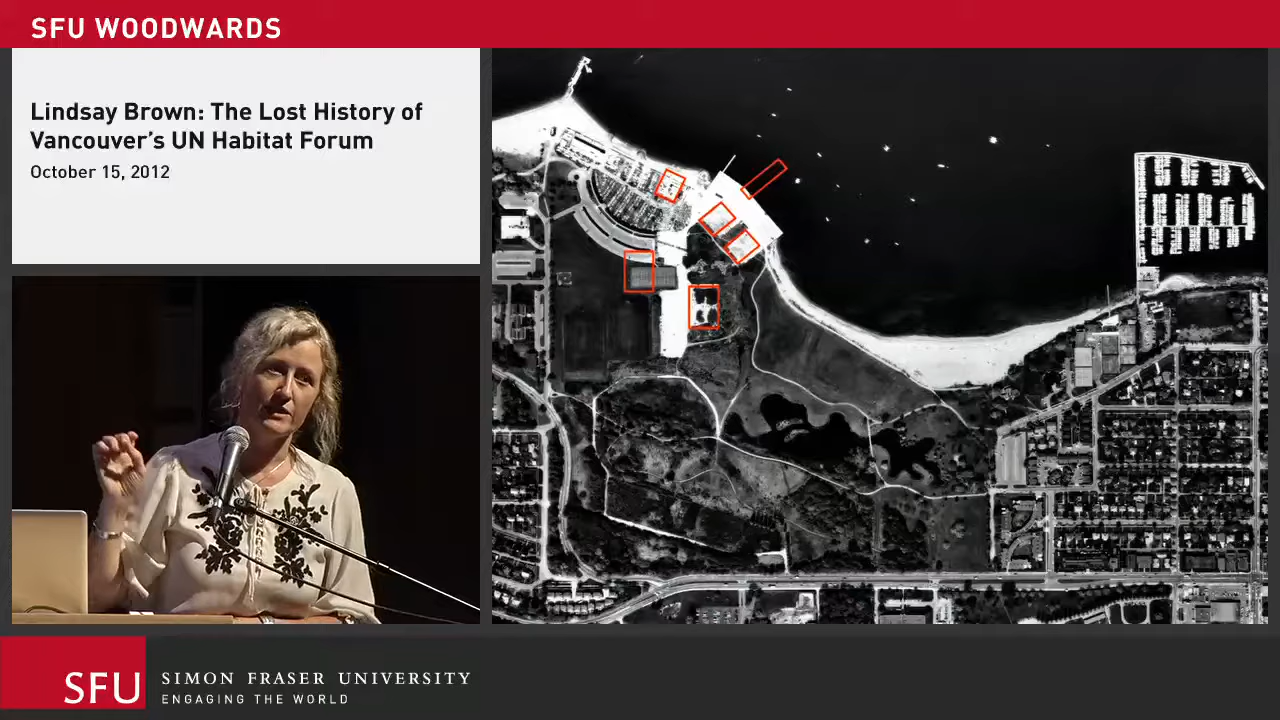 SFU WOODWARDS
Lindsay Brown: The Lost History of
Vancouver's UN Habitat Forum
October 15, 2012
SFU
SIMON FRASER UNIVERSITY
ENGAGING THE WORLD